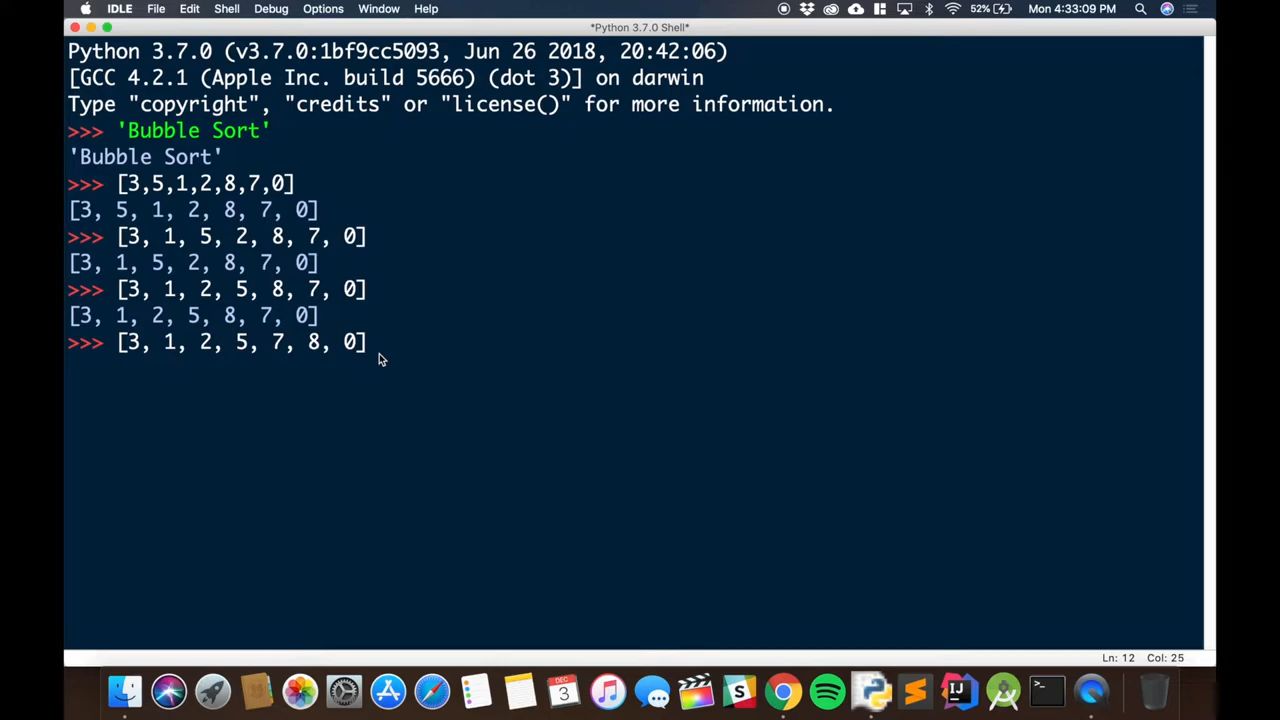 IDLE File Edit Shell Debug Options Window Help 52% Mon 4:33:09 PM
*Python 3.7.0 Shell*
Python 3.7.0 (v3.7.0:1bf9cc5093, Jun 26 2018, 20:42:06)
[GCC 4.2.1 (Apple Inc. build 5666) (dot 3)] on darwin
Type "copyright", "credits" or "license()" for more information.
>>> 'Bubble Sort'
'Bubble Sort'
>>> [3,5,1,2,8,7,0]
[3, 5, 1, 2, 8, 7, 0]
>>> [3, 1, 5, 2, 8, 7, 0]
[3, 1, 5, 2, 8, 7, 0]
>>> [3, 1, 2, 5, 8, 7, 0]
[3, 1, 2, 5, 8, 7, 0]
>>> [3, 1, 2, 5, 7, 8, 0]
Ln: 12 Col: 25
DEC
3
S
IJ
>_